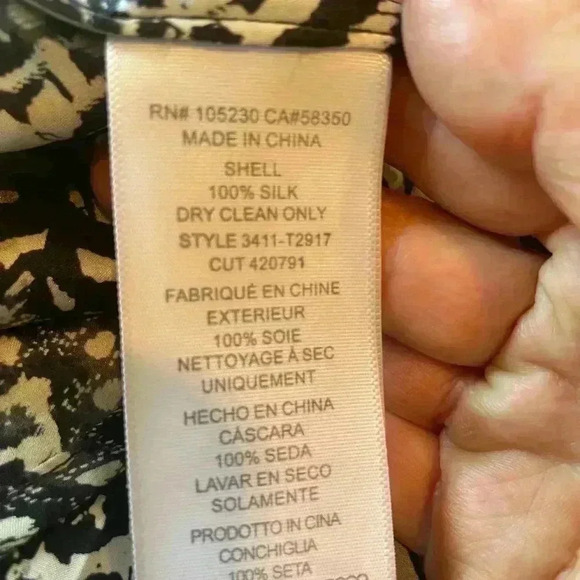 RN# 105230 CA#58350
MADE IN CHINA
SHELL
100% SILK
DRY CLEAN ONLY
STYLE 3411-T2917
CUT 420791
FABRIQUÉ EN CHINE
EXTERIEUR
100% SOIE
NETTOYAGE À SEC
UNIQUEMENT
HECHO EN CHINA
CÁSCARA
100% SEDA
LAVAR EN SECO
SOLAMENTE
PRODOTTO IN CINA
CONCHIGLIA
100% SETA